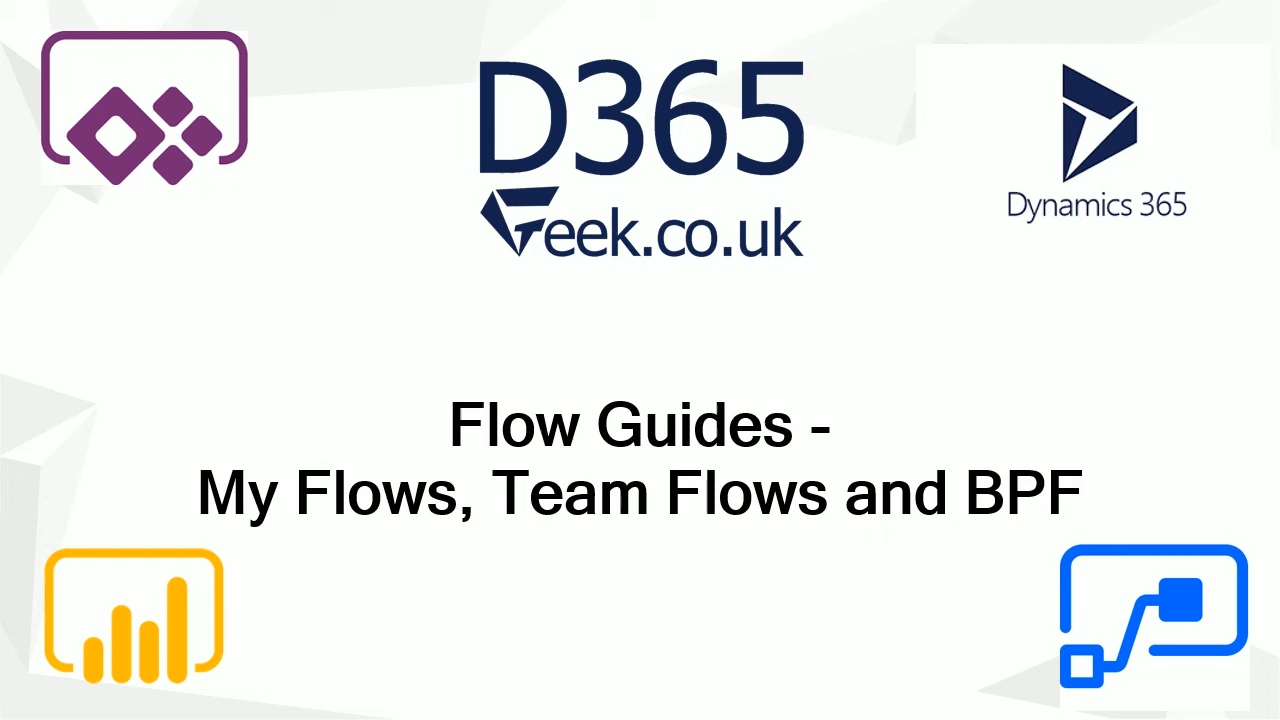 D365
Geek.co.uk
Dynamics 365
Flow Guides -
My Flows, Team Flows and BPF